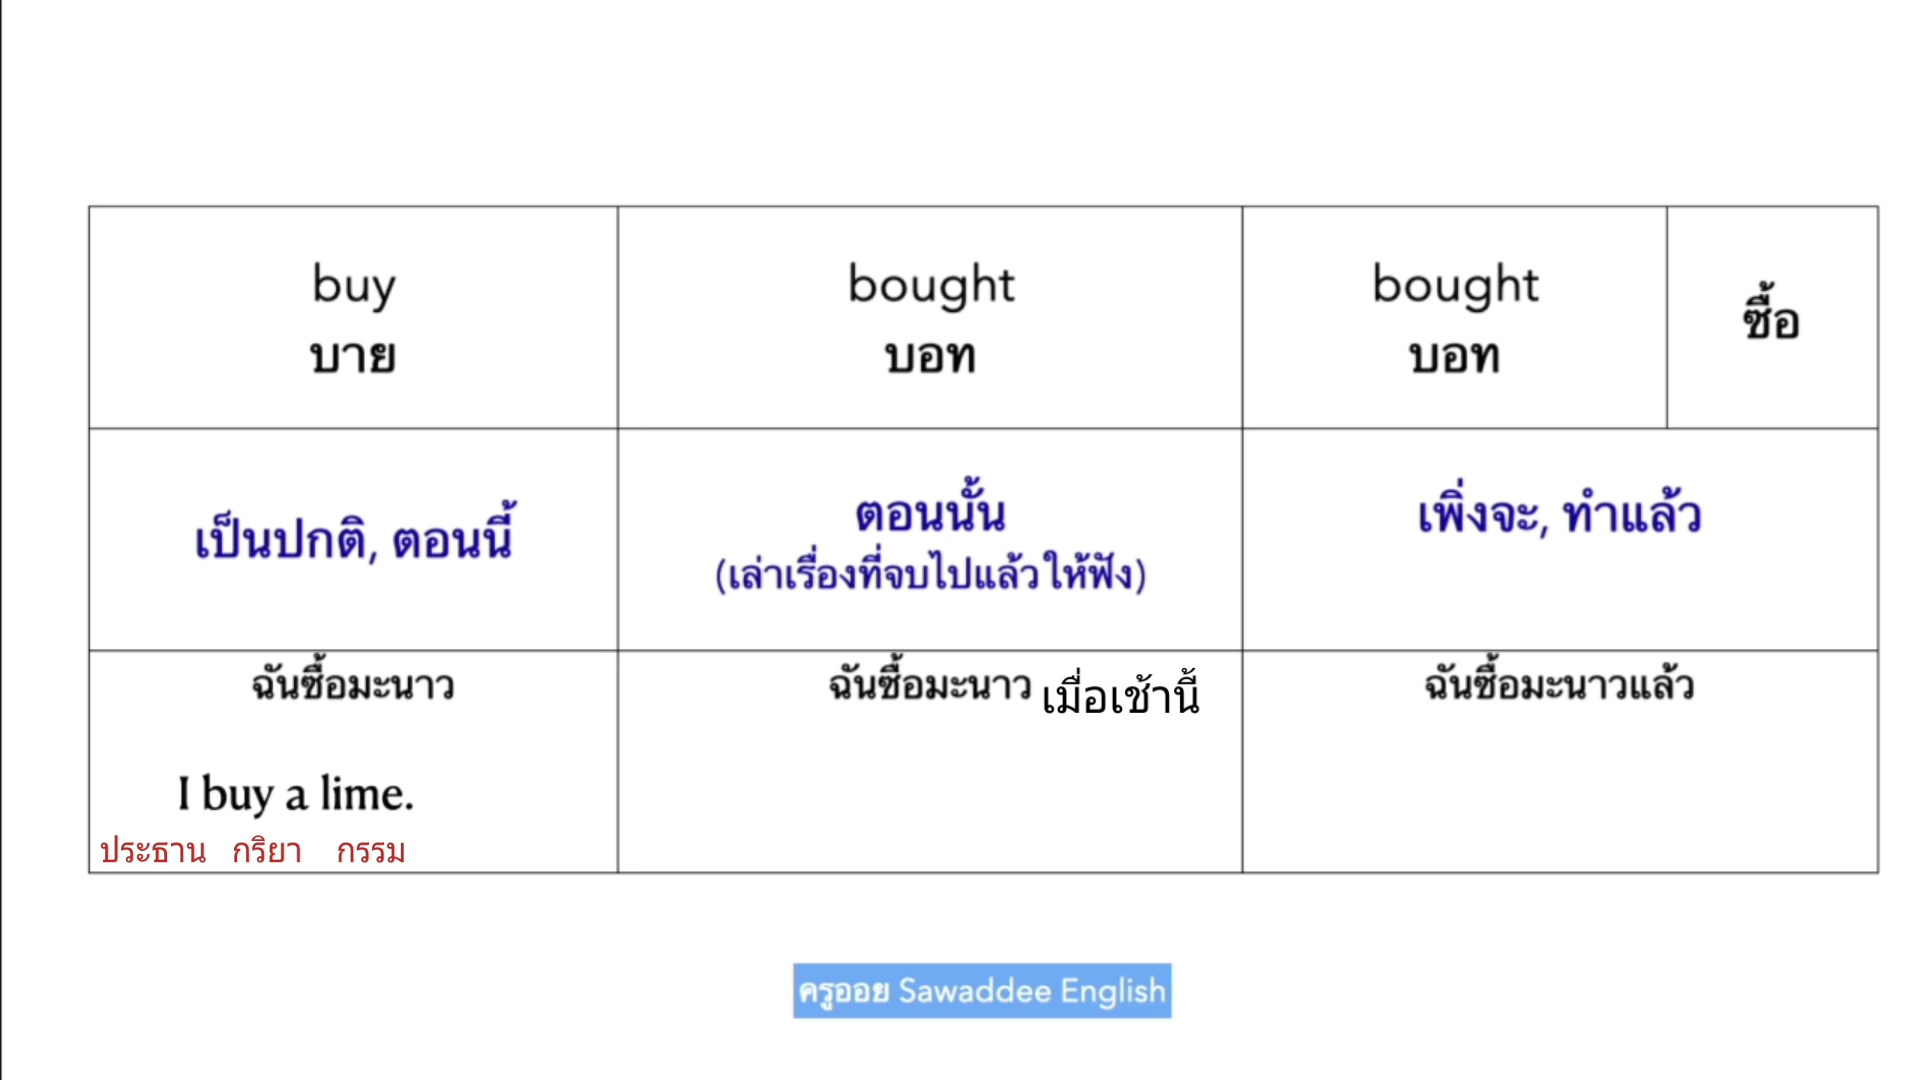 buy
บาย
bought
บอท
bought
บอท
ซื้อ
เป็นปกติ, ตอนนี้
ตอนนั้น
(เล่าเรื่องที่จบไปแล้วให้ฟัง)
เพิ่งจะ, ทำแล้ว
ฉันซื้อมะนาว
I buy a lime.
ประธาน กริยา กรรม
ฉันซื้อมะนาว เมื่อเช้านี้
ฉันซื้อมะนาวแล้ว
ครูออย Sawaddee English